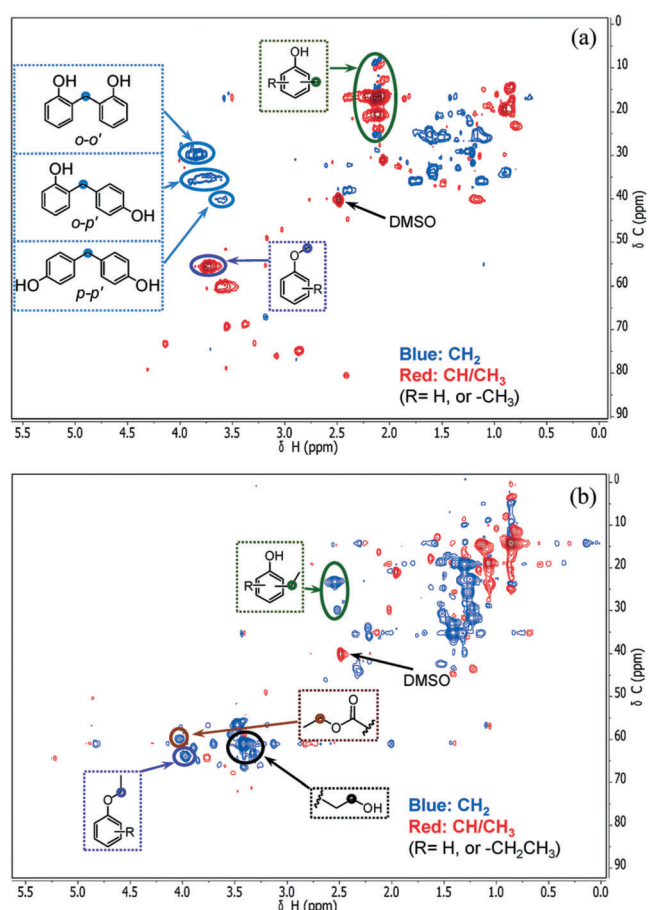 (a)
OH
R
OH
OH
o-o'
OH
OH
o-p'
HO
OH
p-p'
DMSO
O
R
Blue: CH2
Red: CH/CH3
(R= H, or -CH3)
0
10
20
30
40
50
60
70
80
90
δ C (ppm)
5.5
5.0
4.5
4.0
3.5
3.0
2.5
2.0
1.5
1.0
0.5
0.0
δ H (ppm)
(b)
OH
R
DMSO
O
O
OH
O
R
Blue: CH2
Red: CH/CH3
(R= H, or -CH2CH3)
0
10
20
30
40
50
60
70
80
90
δ C (ppm)
5.5
5.0
4.5
4.0
3.5
3.0
2.5
2.0
1.5
1.0
0.5
0.0
δ H (ppm)